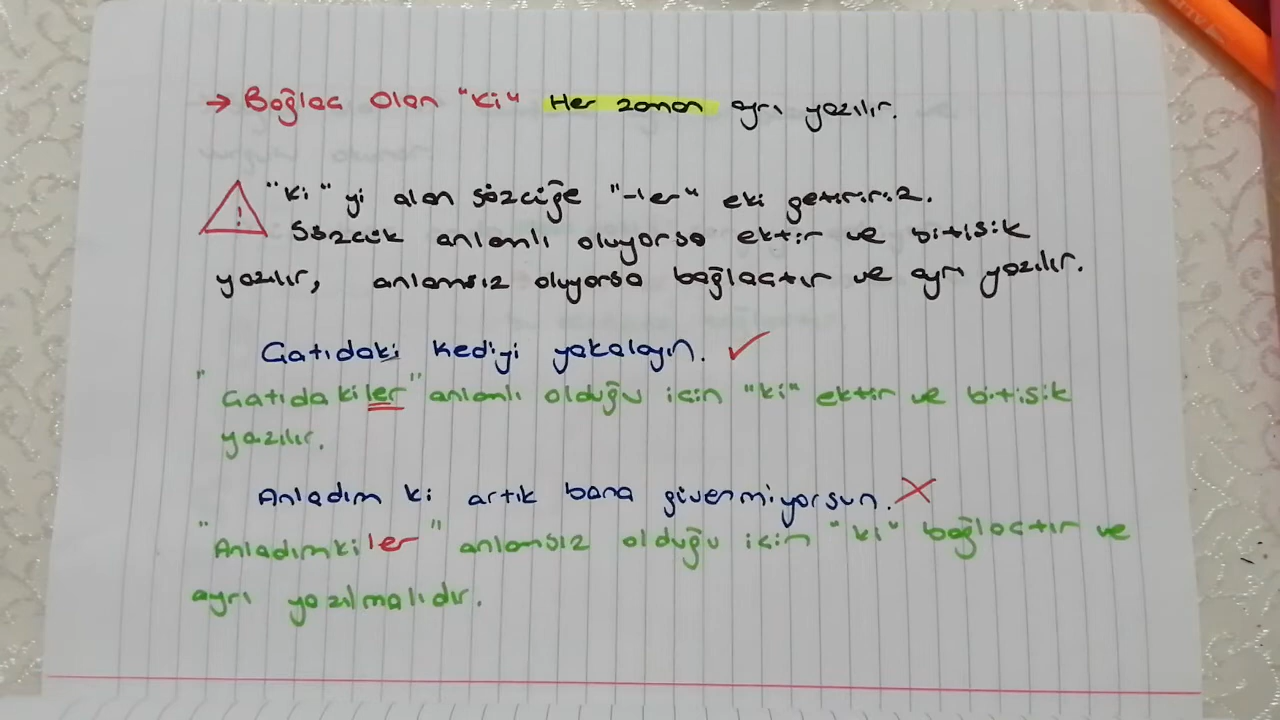 → Bağlaç Olan "Ki" Her zaman ayrı yazılır.
"Ki" yi alan sözcüğe "-ler" eki getiririz.
! Sözcük anlamlı oluyorsa ektir ve bitişik
yazılır, anlamsız oluyorsa bağlaçtır ve ayrı yazılır.
Çatıdaki kediyi yakalayın. ✓
"Çatıdakiler" anlamlı olduğu için "ki" ektir ve bitişik
yazılır.
Anladım ki artık bana güvenmiyorsun. ✗
"Anladımkiler" anlamsız olduğu için "ki" bağlaçtır ve
ayrı yazılmalıdır.